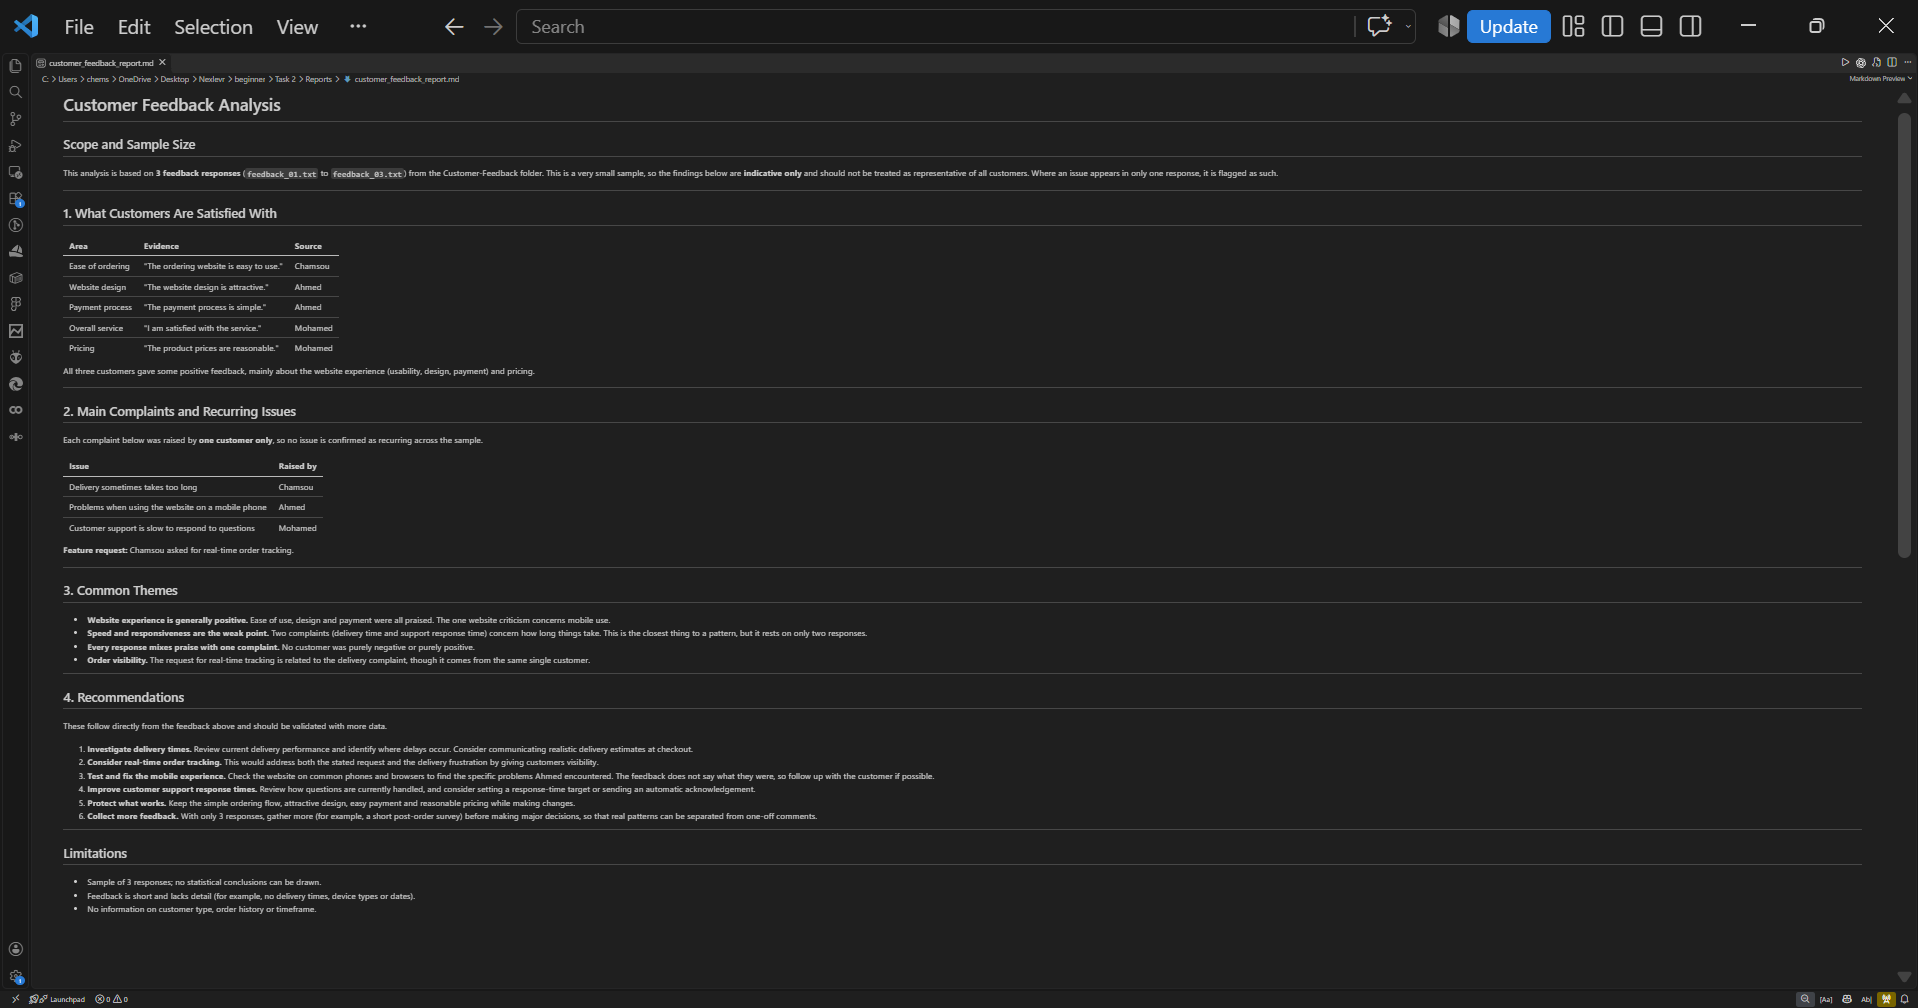 File Edit Selection View ... Search Update
customer_feedback_report.md
C: > Users > chems > OneDrive > Desktop > Nexlevr > beginner > Task 2 > Reports > customer_feedback_report.md
Markdown Preview
Customer Feedback Analysis
Scope and Sample Size
This analysis is based on 3 feedback responses (feedback_01.txt to feedback_03.txt) from the Customer-Feedback folder. This is a very small sample, so the findings below are indicative only and should not be treated as representative of all customers. Where an issue appears in only one response, it is flagged as such.
1. What Customers Are Satisfied With
Area Evidence Source
Ease of ordering "The ordering website is easy to use." Chamsou
Website design "The website design is attractive." Ahmed
Payment process "The payment process is simple." Ahmed
Overall service "I am satisfied with the service." Mohamed
Pricing "The product prices are reasonable." Mohamed
All three customers gave some positive feedback, mainly about the website experience (usability, design, payment) and pricing.
2. Main Complaints and Recurring Issues
Each complaint below was raised by one customer only, so no issue is confirmed as recurring across the sample.
Issue Raised by
Delivery sometimes takes too long Chamsou
Problems when using the website on a mobile phone Ahmed
Customer support is slow to respond to questions Mohamed
Feature request: Chamsou asked for real-time order tracking.
3. Common Themes
• Website experience is generally positive. Ease of use, design and payment were all praised. The one website criticism concerns mobile use.
• Speed and responsiveness are the weak point. Two complaints (delivery time and support response time) concern how long things take. This is the closest thing to a pattern, but it rests on only two responses.
• Every response mixes praise with one complaint. No customer was purely negative or purely positive.
• Order visibility. The request for real-time tracking is related to the delivery complaint, though it comes from the same single customer.
4. Recommendations
These follow directly from the feedback above and should be validated with more data.
1. Investigate delivery times. Review current delivery performance and identify where delays occur. Consider communicating realistic delivery estimates at checkout.
2. Consider real-time order tracking. This would address both the stated request and the delivery frustration by giving customers visibility.
3. Test and fix the mobile experience. Check the website on common phones and browsers to find the specific problems Ahmed encountered. The feedback does not say what they were, so follow up with the customer if possible.
4. Improve customer support response times. Review how questions are currently handled, and consider setting a response-time target or sending an automatic acknowledgement.
5. Protect what works. Keep the simple ordering flow, attractive design, easy payment and reasonable pricing while making changes.
6. Collect more feedback. With only 3 responses, gather more (for example, a short post-order survey) before making major decisions, so that real patterns can be separated from one-off comments.
Limitations
• Sample of 3 responses; no statistical conclusions can be drawn.
• Feedback is short and lacks detail (for example, no delivery times, device types or dates).
• No information on customer type, order history or timeframe.
Launchpad 0 0 [Aa] Ab|